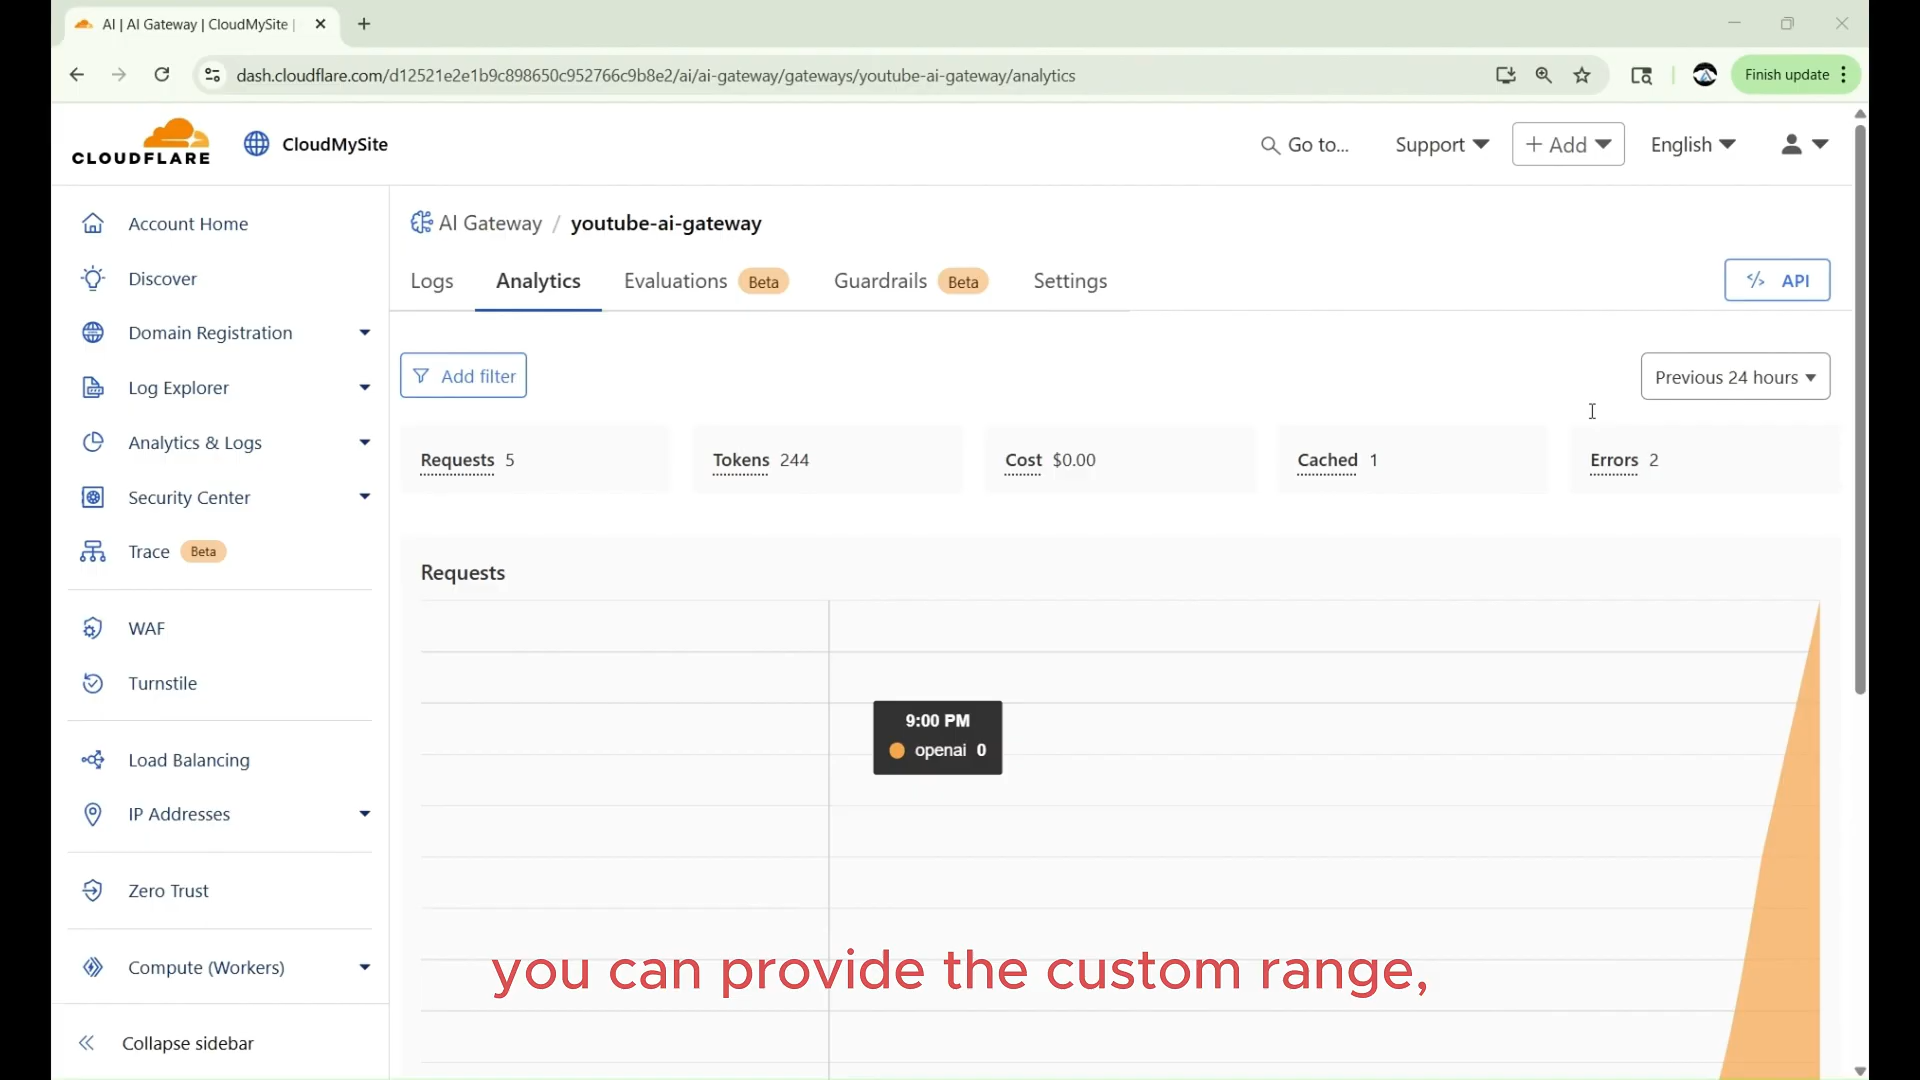 AI | AI Gateway | CloudMySite |
dash.cloudflare.com/d12521e2e1b9c898650c952766c9b8e2/ai/ai-gateway/gateways/youtube-ai-gateway/analytics
Finish update
CLOUDFLARE
CloudMySite
Go to...
Support
+ Add
English
Account Home
Discover
Domain Registration
Log Explorer
Analytics & Logs
Security Center
Trace Beta
WAF
Turnstile
Load Balancing
IP Addresses
Zero Trust
Compute (Workers)
Collapse sidebar
AI Gateway / youtube-ai-gateway
Logs
Analytics
Evaluations Beta
Guardrails Beta
Settings
</> API
Add filter
Previous 24 hours
Requests 5
Tokens 244
Cost $0.00
Cached 1
Errors 2
Requests
9:00 PM
openai 0
you can provide the custom range,